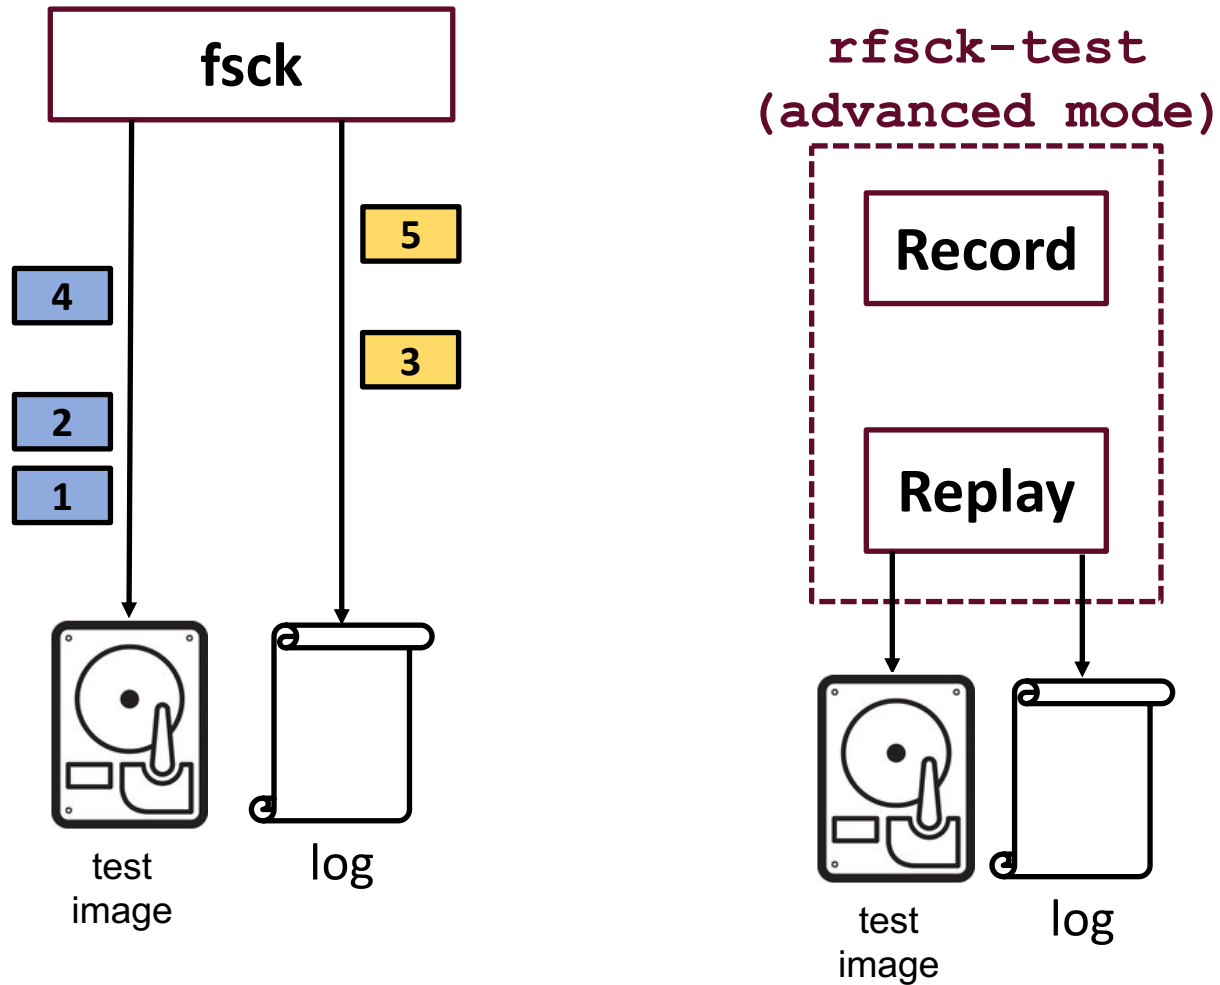 fsck
5
4
3
2
1
test
image
log
rfsck-test
(advanced mode)
Record
Replay
test
image
log